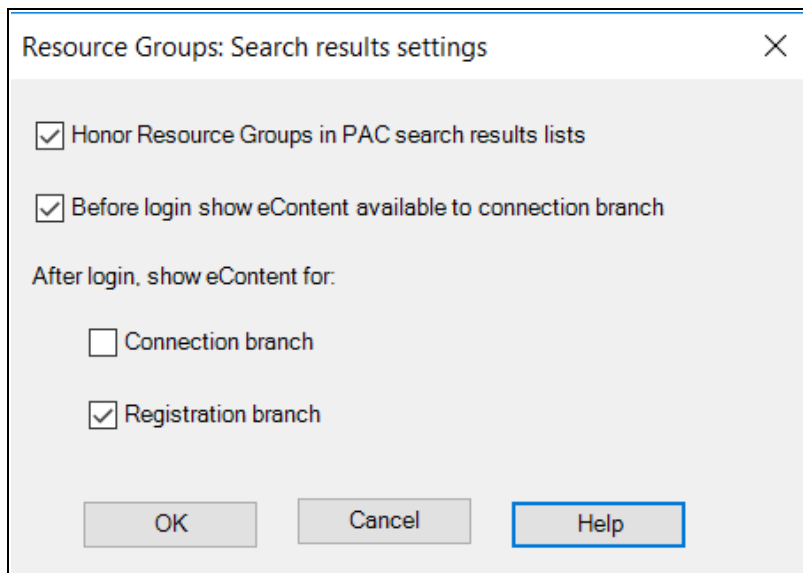 Resource Groups: Search results settings
Honor Resource Groups in PAC search results lists
Before login show eContent available to connection branch
After login, show eContent for:
Connection branch
Registration branch
OK Cancel Help